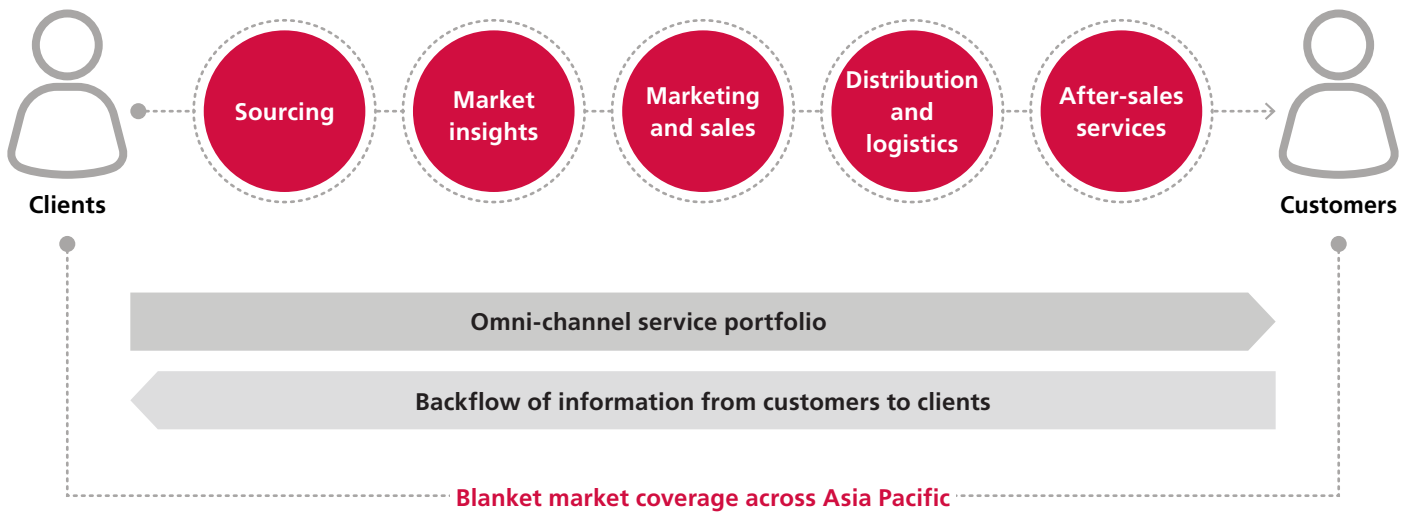 Sourcing
Market
insights
Marketing
and sales
Distribution
and
logistics
After-sales
services
Clients
Customers
Omni-channel service portfolio
Backflow of information from customers to clients
Blanket market coverage across Asia Pacific